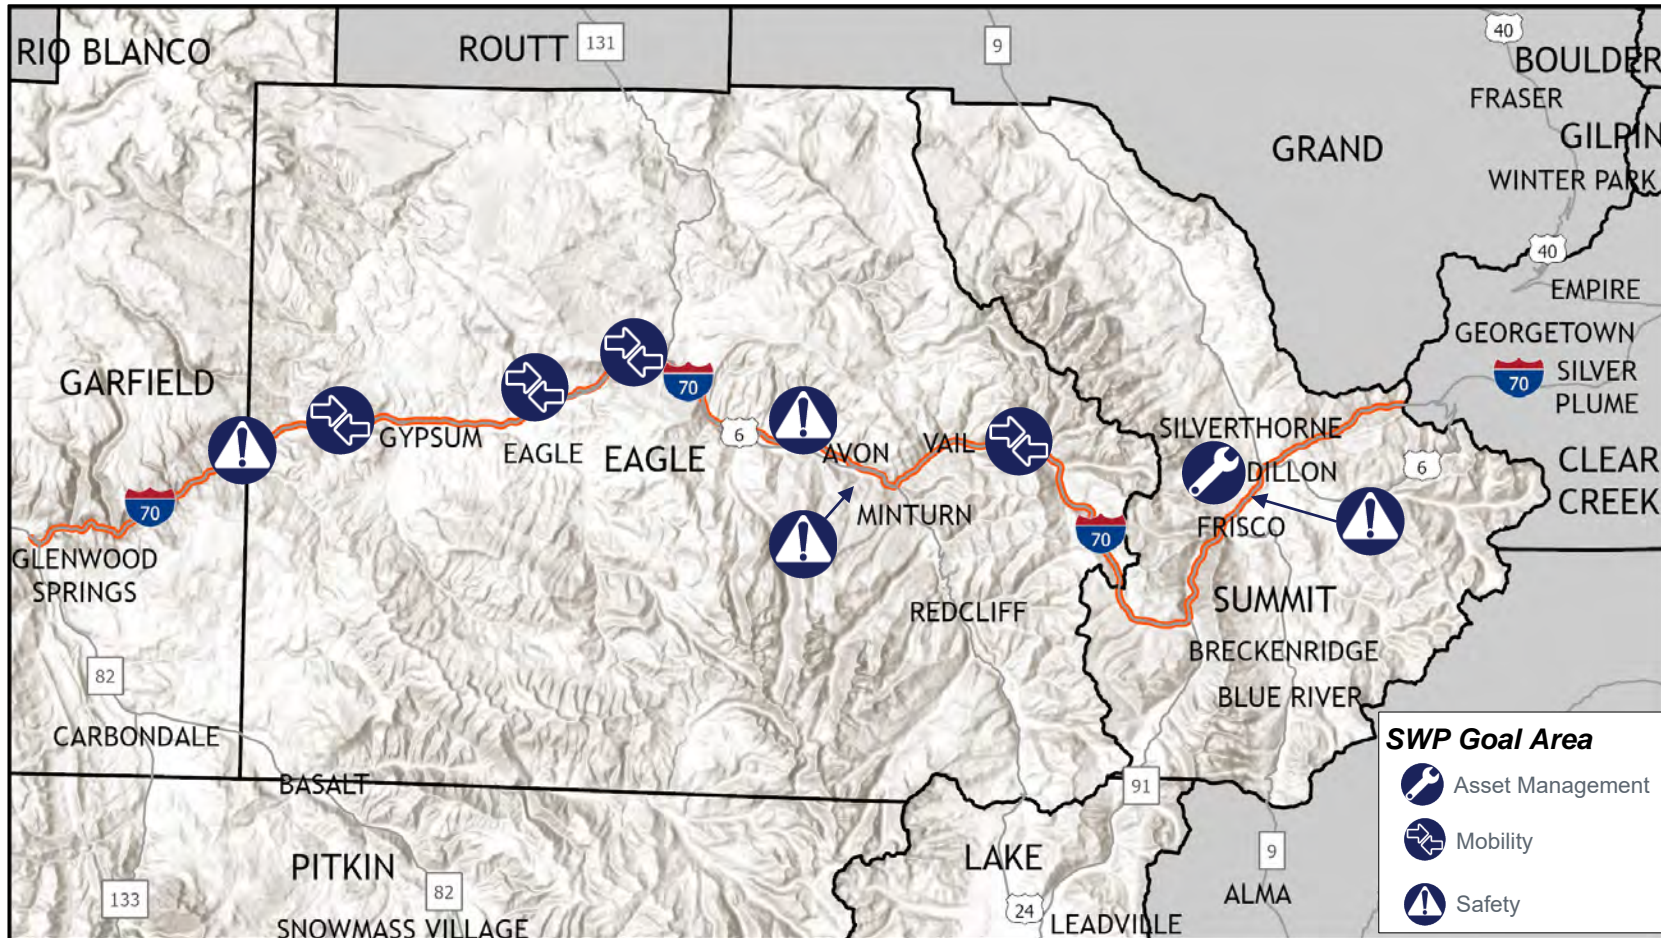 RIO BLANCO
ROUTT
131
9
40
BOULDER
FRASER
GILPIN
GRAND
WINTER PARK
40
EMPIRE
GEORGETOWN
70
SILVER
PLUME
GARFIELD
70
6
GYPSUM
EAGLE
EAGLE
AVON
VAIL
SILVERTHORNE
DILLON
6
CLEAR
CREEK
70
MINTURN
FRISCO
70
GLENWOOD
SPRINGS
REDCLIFF
SUMMIT
BRECKENRIDGE
BLUE RIVER
82
CARBONDALE
BASALT
91
PITKIN
LAKE
9
133
82
24
ALMA
SNOWMASS VILLAGE
LEADVILLE
SWP Goal Area
Asset Management
Mobility
Safety